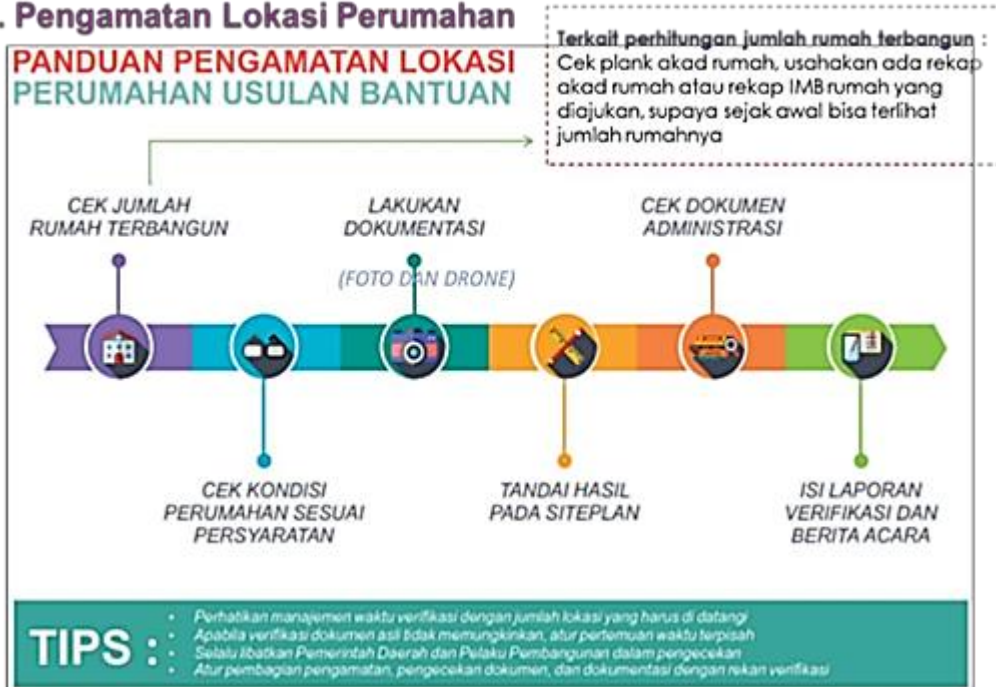 . Pengamatan Lokasi Perumahan
PANDUAN PENGAMATAN LOKASI
PERUMAHAN USULAN BANTUAN
Terkait perhitungan jumlah rumah terbangun :
Cek plank akad rumah, usahakan ada rekap
akad rumah atau rekap IMB rumah yang
diajukan, supaya sejak awal bisa terlihat
jumlah rumahnya
CEK JUMLAH
RUMAH TERBANGUN
LAKUKAN
DOKUMENTASI
(FOTO DAN DRONE)
CEK DOKUMEN
ADMINISTRASI
CEK KONDISI
PERUMAHAN SESUAI
PERSYARATAN
TANDAI HASIL
PADA SITEPLAN
ISI LAPORAN
VERIFIKASI DAN
BERITA ACARA
TIPS :
• Perhatikan manajemen waktu verifikasi dengan jumlah lokasi yang harus di datangi
• Apabila verifikasi dokumen asli tidak memungkinkan, atur pertemuan waktu terpisah
• Selalu libatkan Pemerintah Daerah dan Pelaku Pembangunan dalam pengecekan
• Atur pembagian pengamatan, pengecekan dokumen, dan dokumentasi dengan rekan verifikasi